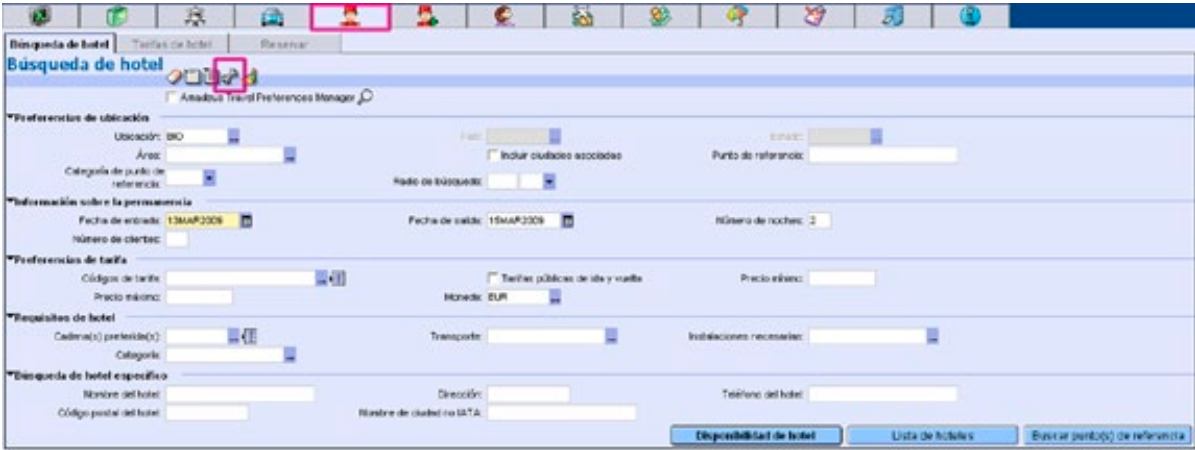 Búsqueda de hotel Tarifas de hotel Reservar
Búsqueda de hotel
Amadeus Travel Preferences Manager
Preferencias de ubicación
Ubicación: BIO País: Estado:
Área: Incluir ciudades asociadas Punto de referencia:
Categoría de punto de referencia: Radio de búsqueda:
Información sobre la permanencia
Fecha de entrada: 13MAR2009 Fecha de salida: 15MAR2009 Número de noches: 2
Número de clientes:
Preferencias de tarifa
Códigos de tarifa: Tarifas públicas de ida y vuelta Precio mínimo:
Precio máximo: Moneda: EUR
Requisitos de hotel
Cadena(s) preferida(s): Transporte: Instalaciones necesarias:
Categoría:
Búsqueda de hotel específico
Nombre del hotel: Dirección: Teléfono del hotel:
Código postal del hotel: Nombre de ciudad no IATA:
Disponibilidad de hotel Lista de hoteles Buscar punto(s) de referencia